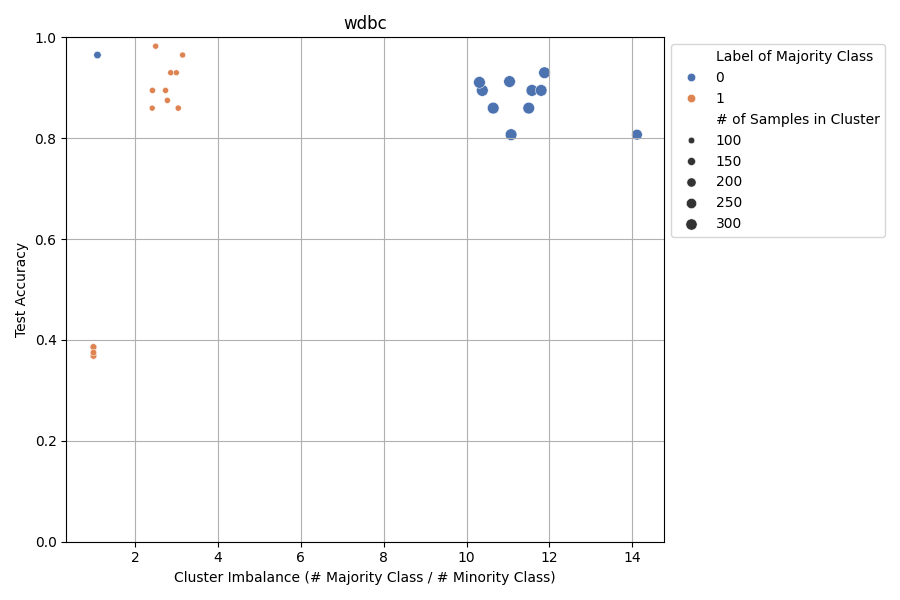 wdbc
1.0
0.8
0.6
0.4
0.2
0.0
Test Accuracy
2 4 6 8 10 12 14
Cluster Imbalance (# Majority Class / # Minority Class)
Label of Majority Class
0
1
# of Samples in Cluster
100
150
200
250
300